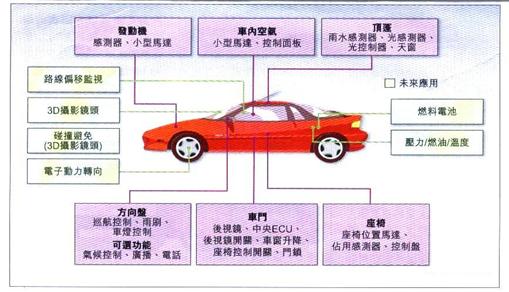 發動機
感測器、小型馬達
車內空氣
小型馬達、控制面板
頂蓬
雨水感測器、光感測器、
光控制器、天窗
路線偏移監視
3D攝影鏡頭
碰撞避免
(3D攝影鏡頭)
電子動力轉向
未來應用
燃料電池
壓力/燃油/溫度
方向盤
巡航控制、雨刷、
車燈控制
可選功能
氣候控制、廣播、電話
車門
後視鏡、中央ECU、
後視鏡開關、車窗升降、
座椅控制開關、門鎖
座椅
座椅位置馬達、
佔用感測器、控制盤